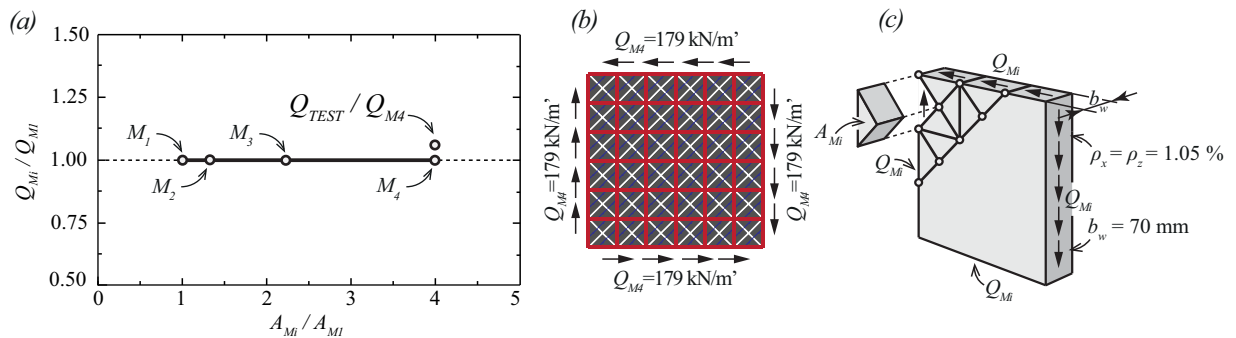 (a)
1.50
1.25
1.00
0.75
0.50
Q_Mi / Q_M1
M_1
M_2
M_3
M_4
Q_TEST / Q_M4
0
1
2
3
4
5
A_Mi / A_M1
(b)
Q_M4=179 kN/m'
Q_M4=179 kN/m'
Q_M4=179 kN/m'
Q_M4=179 kN/m'
(c)
Q_Mi
b_w
A_Mi
Q_Mi
ρ_x = ρ_z = 1.05 %
Q_Mi
b_w = 70 mm
Q_Mi